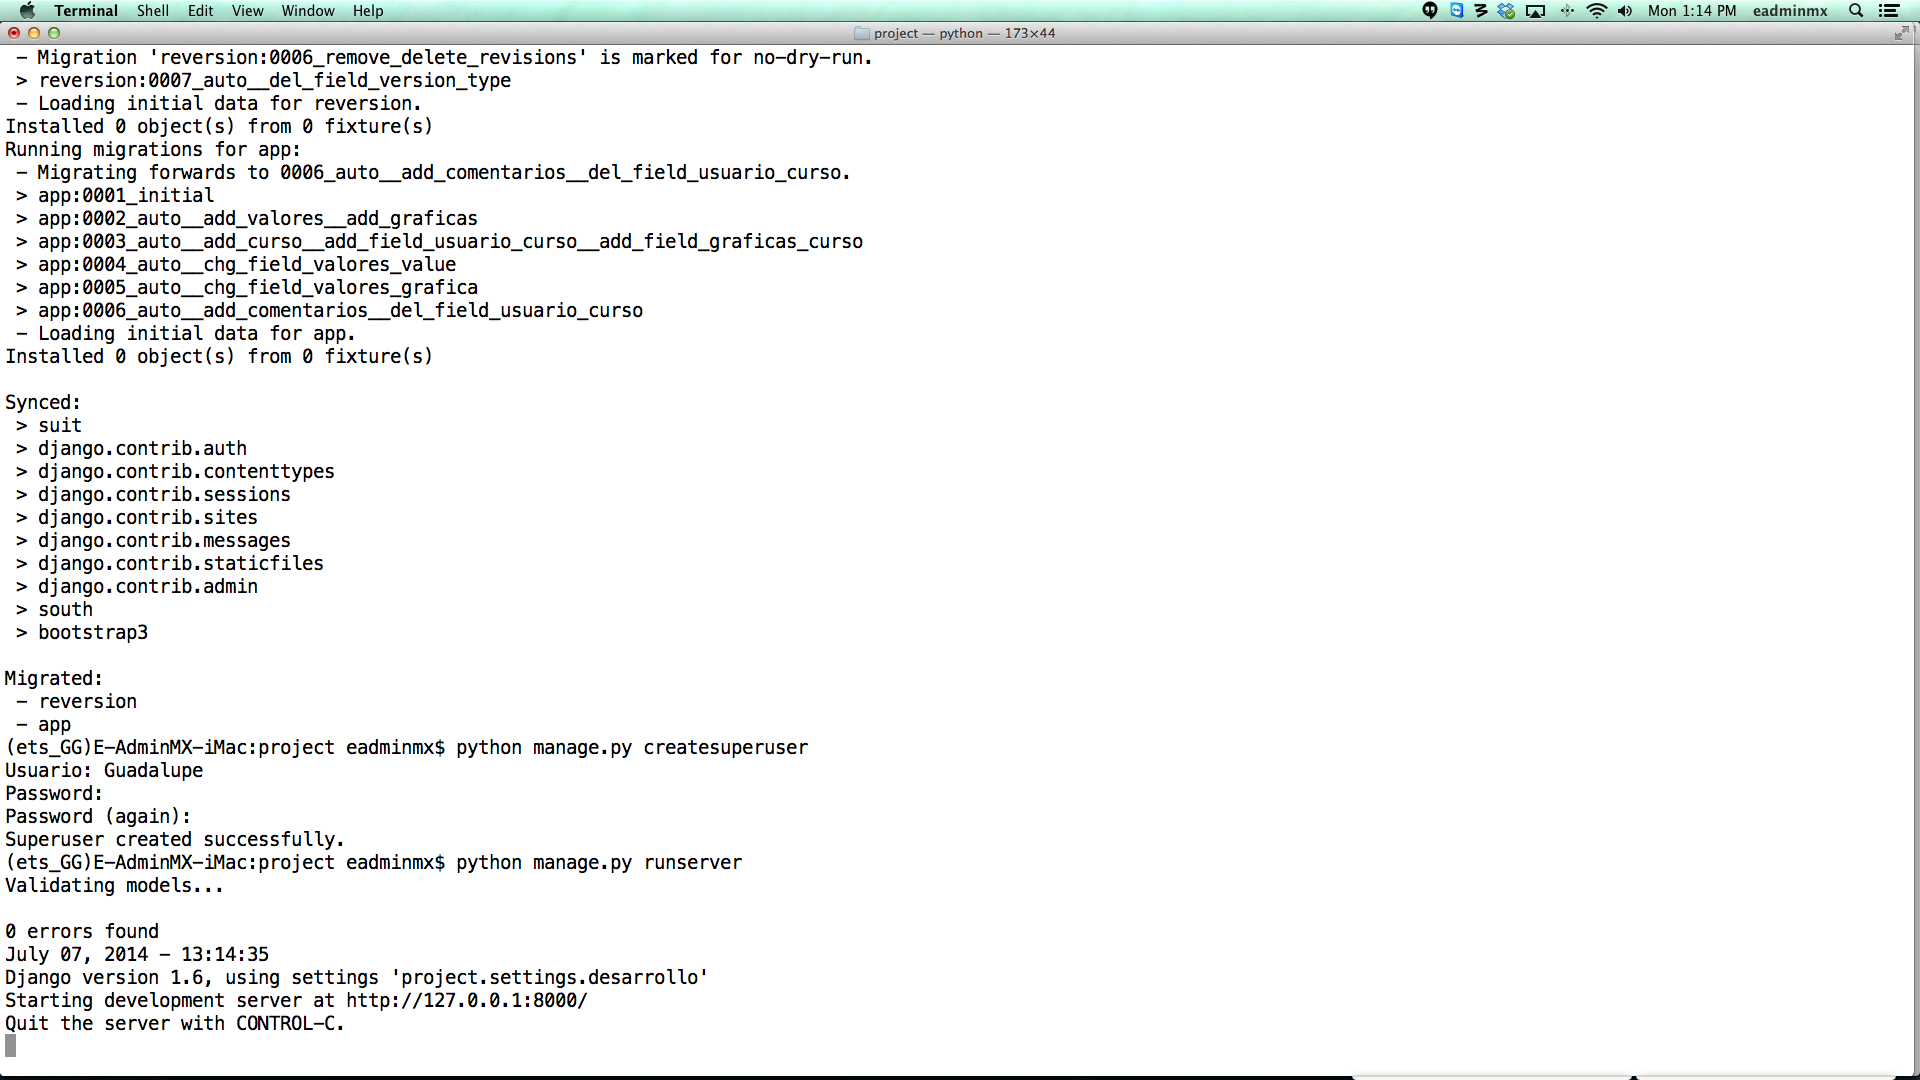 Terminal Shell Edit View Window Help Mon 1:14 PM eadminmx
project — python — 173×44
- Migration 'reversion:0006_remove_delete_revisions' is marked for no-dry-run.
> reversion:0007_auto__del_field_version_type
- Loading initial data for reversion.
Installed 0 object(s) from 0 fixture(s)
Running migrations for app:
- Migrating forwards to 0006_auto__add_comentarios__del_field_usuario_curso.
> app:0001_initial
> app:0002_auto__add_valores__add_graficas
> app:0003_auto__add_curso__add_field_usuario_curso__add_field_graficas_curso
> app:0004_auto__chg_field_valores_value
> app:0005_auto__chg_field_valores_grafica
> app:0006_auto__add_comentarios__del_field_usuario_curso
- Loading initial data for app.
Installed 0 object(s) from 0 fixture(s)
Synced:
> suit
> django.contrib.auth
> django.contrib.contenttypes
> django.contrib.sessions
> django.contrib.sites
> django.contrib.messages
> django.contrib.staticfiles
> django.contrib.admin
> south
> bootstrap3
Migrated:
- reversion
- app
(ets_GG)E-AdminMX-iMac:project eadminmx$ python manage.py createsuperuser
Usuario: Guadalupe
Password:
Password (again):
Superuser created successfully.
(ets_GG)E-AdminMX-iMac:project eadminmx$ python manage.py runserver
Validating models...
0 errors found
July 07, 2014 - 13:14:35
Django version 1.6, using settings 'project.settings.desarrollo'
Starting development server at http://127.0.0.1:8000/
Quit the server with CONTROL-C.